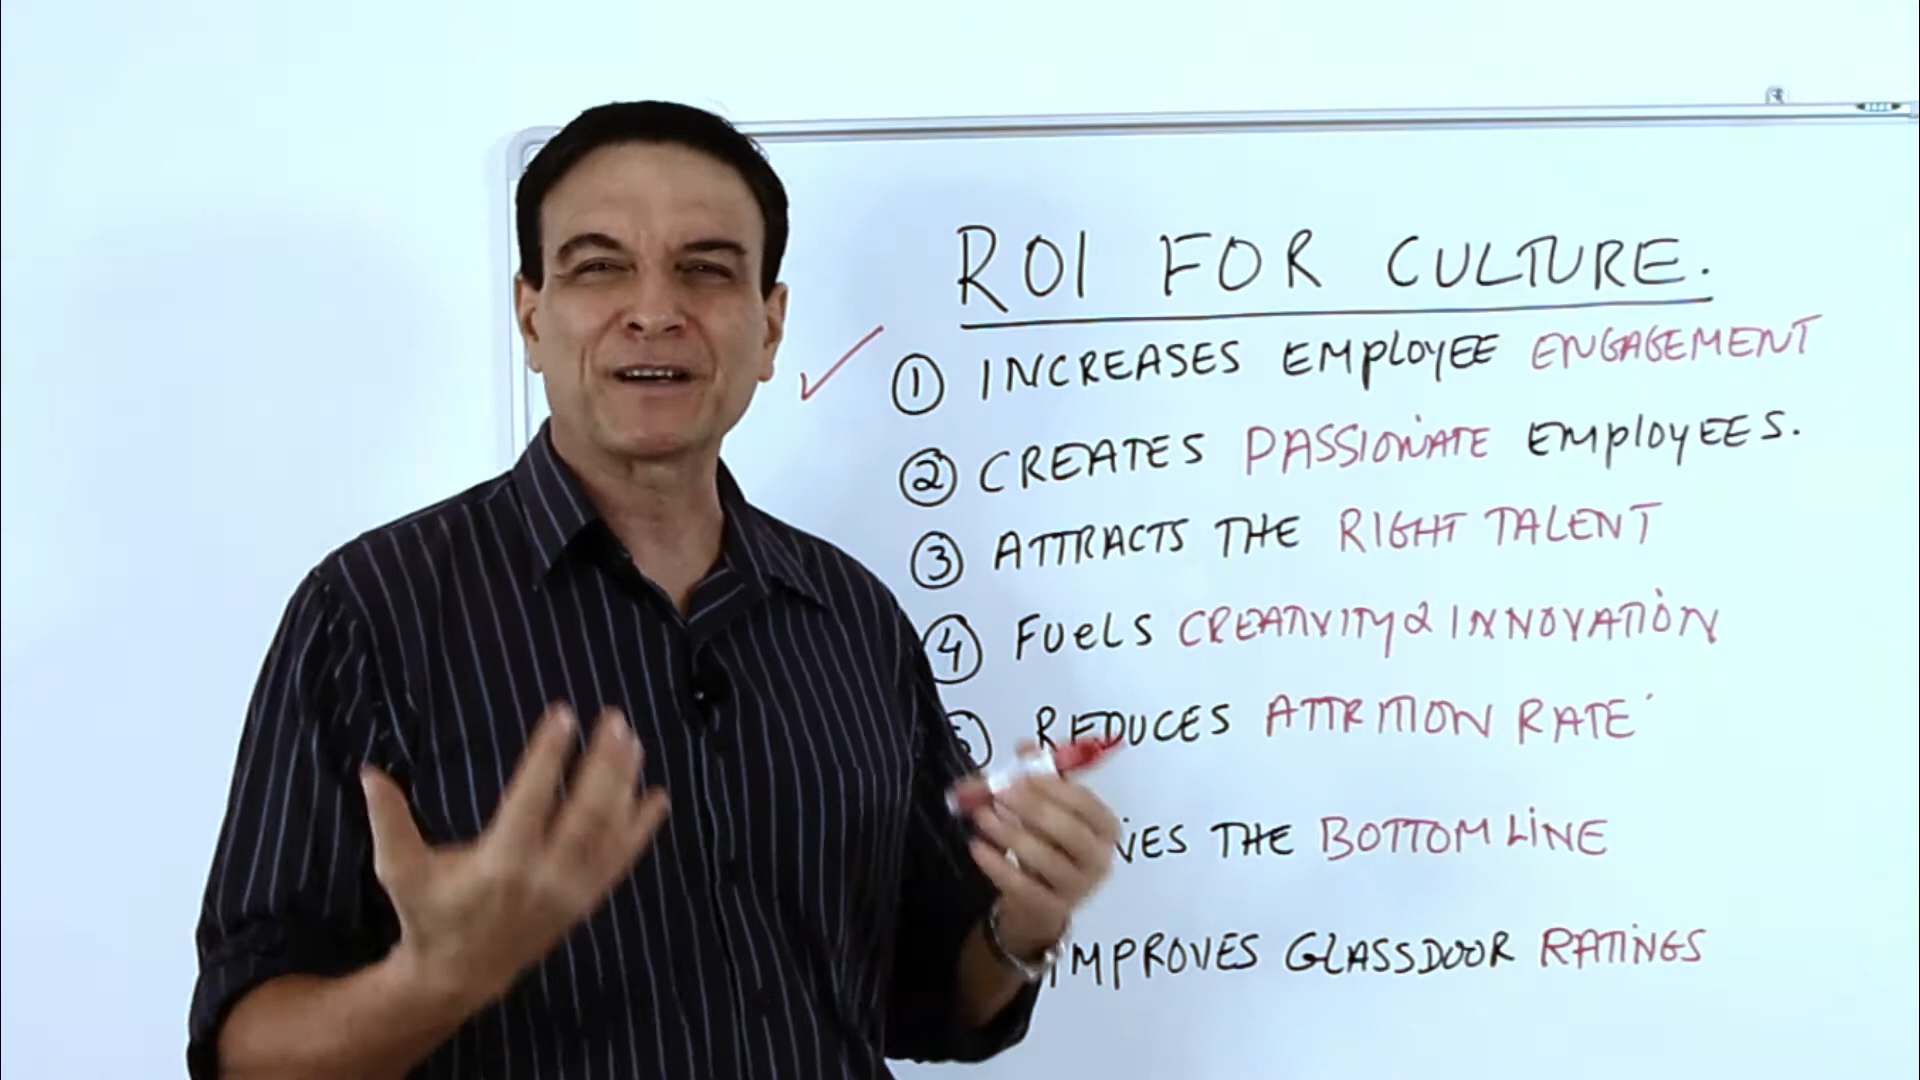 ROI FOR CULTURE.
① INCREASES EMPLOYEE ENGAGEMENT
② CREATES PASSIONATE EMPLOYEES.
③ ATTRACTS THE RIGHT TALENT
④ FUELS CREATIVITY & INNOVATION
⑤ REDUCES ATTRITION RATE
THE BOTTOM LINE
IMPROVES GLASSDOOR RATINGS